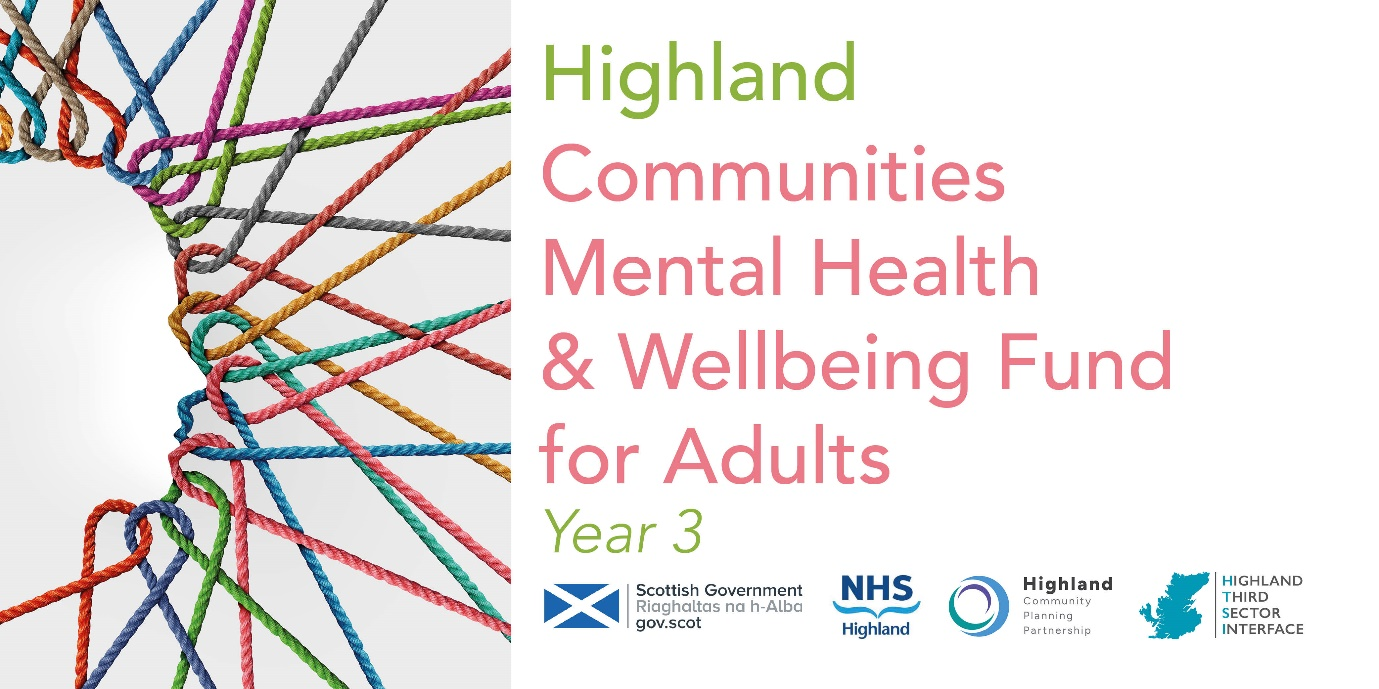 Highland
Communities
Mental Health
& Wellbeing Fund
for Adults
Year 3
Scottish Government
Riaghaltas na h-Alba
gov.scot
NHS
Highland
Highland
Community
Planning
Partnership
HIGHLAND
THIRD
SECTOR
INTERFACE